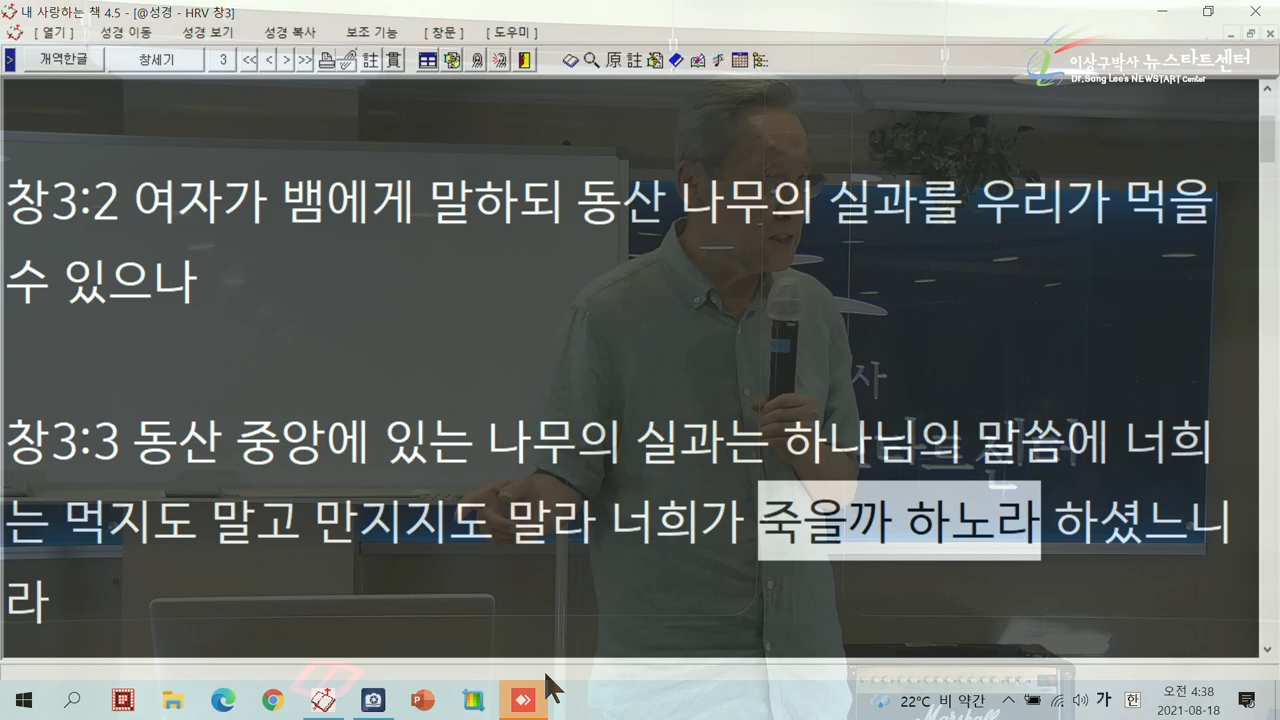 내 사랑하는 책 4.5 - [@성경 - HRV 창3]
[ 열기 ] 성경 이동 성경 보기 성경 복사 보조 기능 [ 창문 ] [ 도우미 ]
개역한글 창세기 3 << < > >> 原 註
이상구박사 뉴스타트센터
Dr.Sang Lee's NEWSTART Center
창3:2 여자가 뱀에게 말하되 동산 나무의 실과를 우리가 먹을
수 있으나
창3:3 동산 중앙에 있는 나무의 실과는 하나님의 말씀에 너희
는 먹지도 말고 만지지도 말라 너희가 죽을까 하노라 하셨느니
라
22°C 비 약간 가 한 오전 4:38
2021-08-18
Marshall